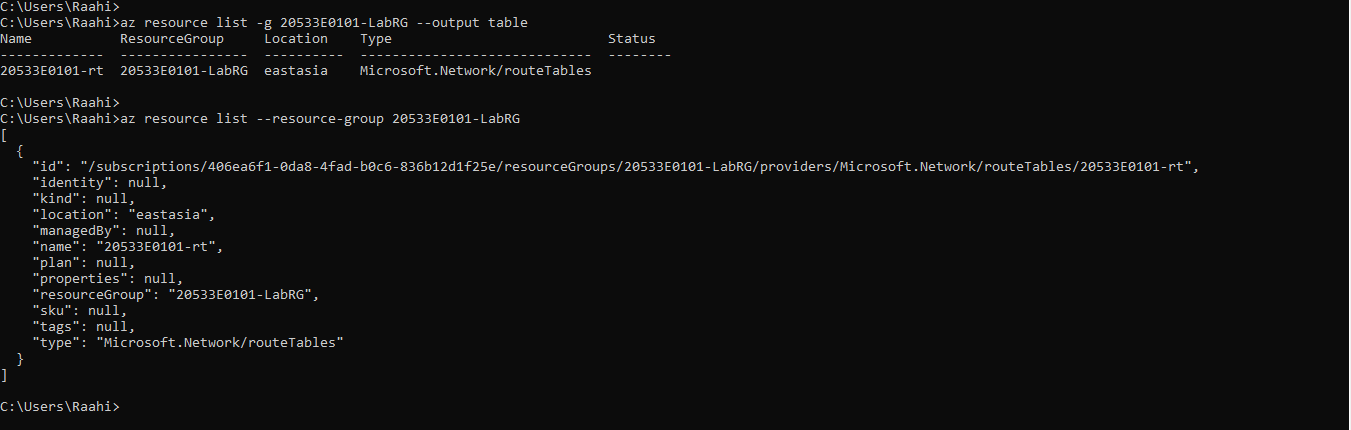 C:\Users\Raahi>
C:\Users\Raahi>az resource list -g 20533E0101-LabRG --output table
Name           ResourceGroup     Location    Type                           Status
-------------  ----------------  ----------  -----------------------------  --------
20533E0101-rt  20533E0101-LabRG  eastasia    Microsoft.Network/routeTables
C:\Users\Raahi>
C:\Users\Raahi>az resource list --resource-group 20533E0101-LabRG
[
  {
    "id": "/subscriptions/406ea6f1-0da8-4fad-b0c6-836b12d1f25e/resourceGroups/20533E0101-LabRG/providers/Microsoft.Network/routeTables/20533E0101-rt",
    "identity": null,
    "kind": null,
    "location": "eastasia",
    "managedBy": null,
    "name": "20533E0101-rt",
    "plan": null,
    "properties": null,
    "resourceGroup": "20533E0101-LabRG",
    "sku": null,
    "tags": null,
    "type": "Microsoft.Network/routeTables"
  }
]
C:\Users\Raahi>